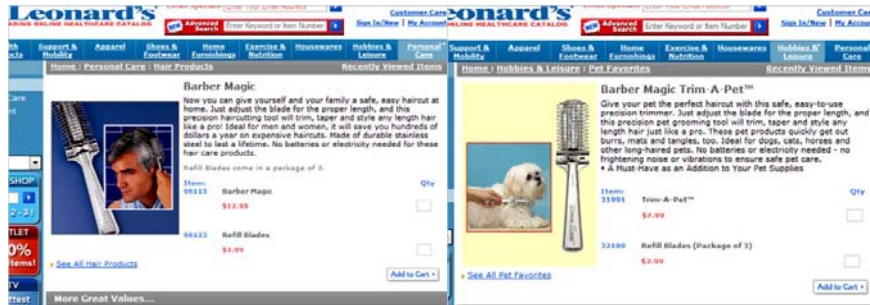 Leonard's
ONLINE HEALTHCARE CATALOG
Customer Care
NEW Advanced Search
Enter Keyword or Item Number
Sign In/New | My Account
Support & Mobility
Apparel
Shoes & Footwear
Home Furnishings
Exercise & Nutrition
Housewares
Hobbies & Leisure
Personal Care
Home : Personal Care : Hair Products
Recently Viewed Items
Barber Magic
Now you can give yourself and your family a safe, easy haircut at
home. Just adjust the blade for the proper length, and this
precision haircutting tool will trim, taper and style any length hair
like a pro! Ideal for men and women, it will save you hundreds of
dollars a year on expensive haircuts. Made of durable stainless
steel to last a lifetime. No batteries or electricity needed for these
hair care products.
Refill Blades come in a package of 3.
Item:
Qty
96115 Barber Magic
$12.95
96123 Refill Blades
$3.99
See All Hair Products
Add to Cart
More Great Values...
SHOP
TLET
0%
Items!
TV
ttest
Leonard's
ONLINE HEALTHCARE CATALOG
Customer Care
NEW Advanced Search
Enter Keyword or Item Number
Sign In/New | My Account
Support & Mobility
Apparel
Shoes & Footwear
Home Furnishings
Exercise & Nutrition
Housewares
Hobbies & Leisure
Personal Care
Home : Hobbies & Leisure : Pet Favorites
Recently Viewed Items
Barber Magic Trim-A-Pet™
Give your pet the perfect haircut with this safe, easy-to-use
precision trimmer. Just adjust the blade for the proper length, and
this precision pet grooming tool will trim, taper and style any
length hair just like a pro. These pet products quickly get out
burrs, mats and tangles, too. Ideal for dogs, cats, horses and
other long-haired pets. No batteries or electricity needed - no
frightening noise or vibrations to ensure safe pet care.
• A Must-Have as an Addition to Your Pet Supplies
Item:
Qty
31991 Trim-A-Pet™
$7.99
Refill Blades (Package of 3)
$3.99
See All Pet Favorites
Add to Cart